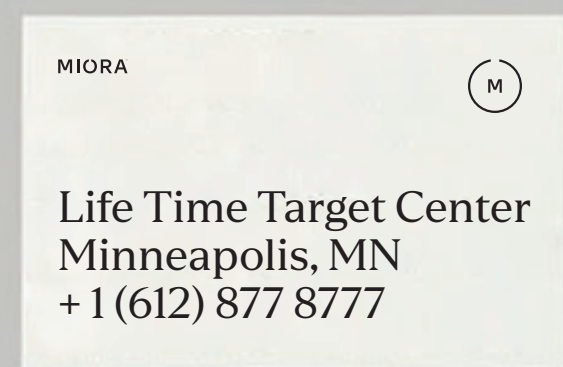 MIORA
M
Life Time Target Center
Minneapolis, MN
+ 1 (612) 877 8777